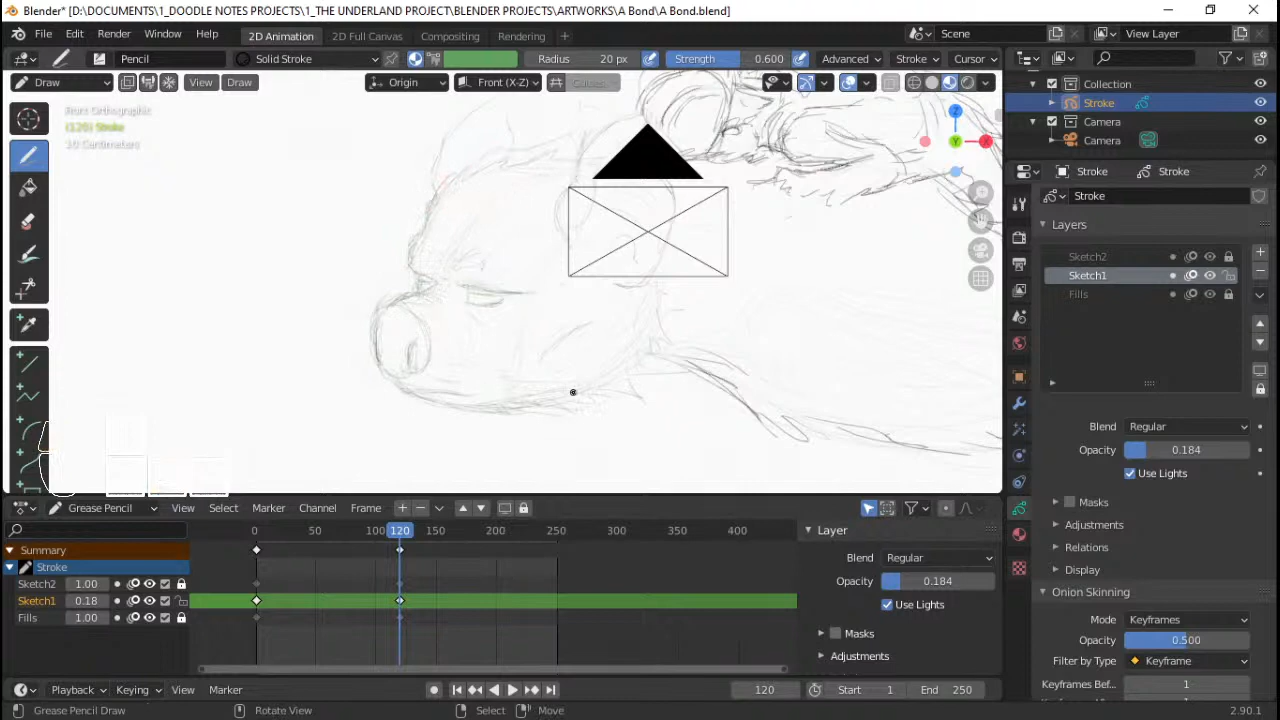 Blender* [D:\DOCUMENTS\1_DOODLE NOTES PROJECTS\1_THE UNDERLAND PROJECT\BLENDER PROJECTS\ARTWORKS\A Bond\A Bond.blend]
File Edit Render Window Help 2D Animation 2D Full Canvas Compositing Rendering Scene View Layer
Pencil Solid Stroke Radius 20 px Strength 0.600 Advanced Stroke Cursor
Draw View Draw Origin Front (X-Z)
Front Orthographic
(120) Stroke
10 Centimeters
Collection
Stroke
Camera
Camera
Stroke Stroke
Stroke
Layers
Sketch2
Sketch1
Fills
Blend Regular
Opacity 0.184
Use Lights
Masks
Adjustments
Relations
Display
Onion Skinning
Mode Keyframes
Opacity 0.500
Filter by Type Keyframe
Keyframes Bef... 1
Grease Pencil View Select Marker Channel Frame
0 50 100 120 150 200 250 300 350 400
Summary
Stroke
Sketch2 1.00
Sketch1 0.18
Fills 1.00
Layer
Blend Regular
Opacity 0.184
Use Lights
Masks
Adjustments
Playback Keying View Marker 120 Start 1 End 250
Grease Pencil Draw Rotate View Select Move 2.90.1